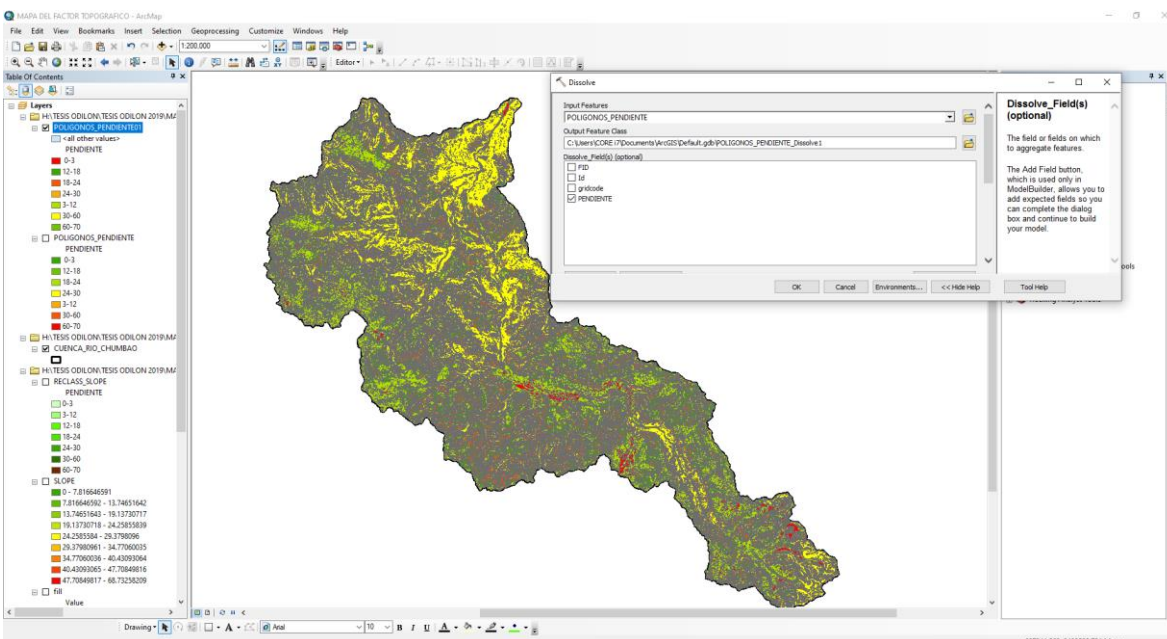 MAPA DEL FACTOR TOPOGRAFICO - ArcMap
File Edit View Bookmarks Insert Selection Geoprocessing Customize Windows Help
1:200.000
Editor
Table Of Contents
Layers
H:\TESIS ODILON\TESIS ODILON 2019\MA
POLIGONOS_PENDIENTE01
<all other values>
PENDIENTE
0-3
12-18
18-24
24-30
3-12
30-60
60-70
POLIGONOS_PENDIENTE
PENDIENTE
0-3
12-18
18-24
24-30
3-12
30-60
60-70
H:\TESIS ODILON\TESIS ODILON 2019\MA
CUENCA_RIO_CHUMBAO
H:\TESIS ODILON\TESIS ODILON 2019\MA
RECLASS_SLOPE
PENDIENTE
0-3
3-12
12-18
18-24
24-30
30-60
60-70
SLOPE
0 - 7.816646591
7.816646592 - 13.74651642
13.74651643 - 19.13730717
19.13730718 - 24.25855839
24.2585584 - 29.3798096
29.37980961 - 34.77060035
34.77060036 - 40.43093064
40.43093065 - 47.70849816
47.70849817 - 68.73258209
fill
Value
Dissolve
Input Features
POLIGONOS_PENDIENTE
Output Feature Class
C:\Users\CORE i7\Documents\ArcGIS\Default.gdb\POLIGONOS_PENDIENTE_Dissolve1
Dissolve_Field(s) (optional)
FID
Id
gridcode
PENDIENTE
OK Cancel Environments... << Hide Help Tool Help
Dissolve_Field(s)
(optional)
The field or fields on which
to aggregate features.
The Add Field button,
which is used only in
ModelBuilder, allows you to
add expected fields so you
can complete the dialog
box and continue to build
your model.
ools
Drawing A Arial 10 B I U A